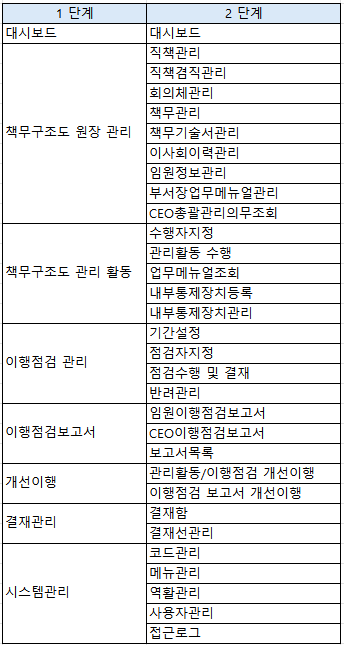 1 단계 2 단계
대시보드 대시보드
책무구조도 원장 관리 직책관리
직책겸직관리
회의체관리
책무관리
책무기술서관리
이사회이력관리
임원정보관리
부서장업무메뉴얼관리
CEO총괄관리의무조회
책무구조도 관리 활동 수행자지정
관리활동 수행
업무메뉴얼조회
내부통제장치등록
내부통제장치관리
이행점검 관리 기간설정
점검자지정
점검수행 및 결재
반려관리
이행점검보고서 임원이행점검보고서
CEO이행점검보고서
보고서목록
개선이행 관리활동/이행점검 개선이행
이행점검 보고서 개선이행
결재관리 결재함
결재선관리
시스템관리 코드관리
메뉴관리
역활관리
사용자관리
접근로그